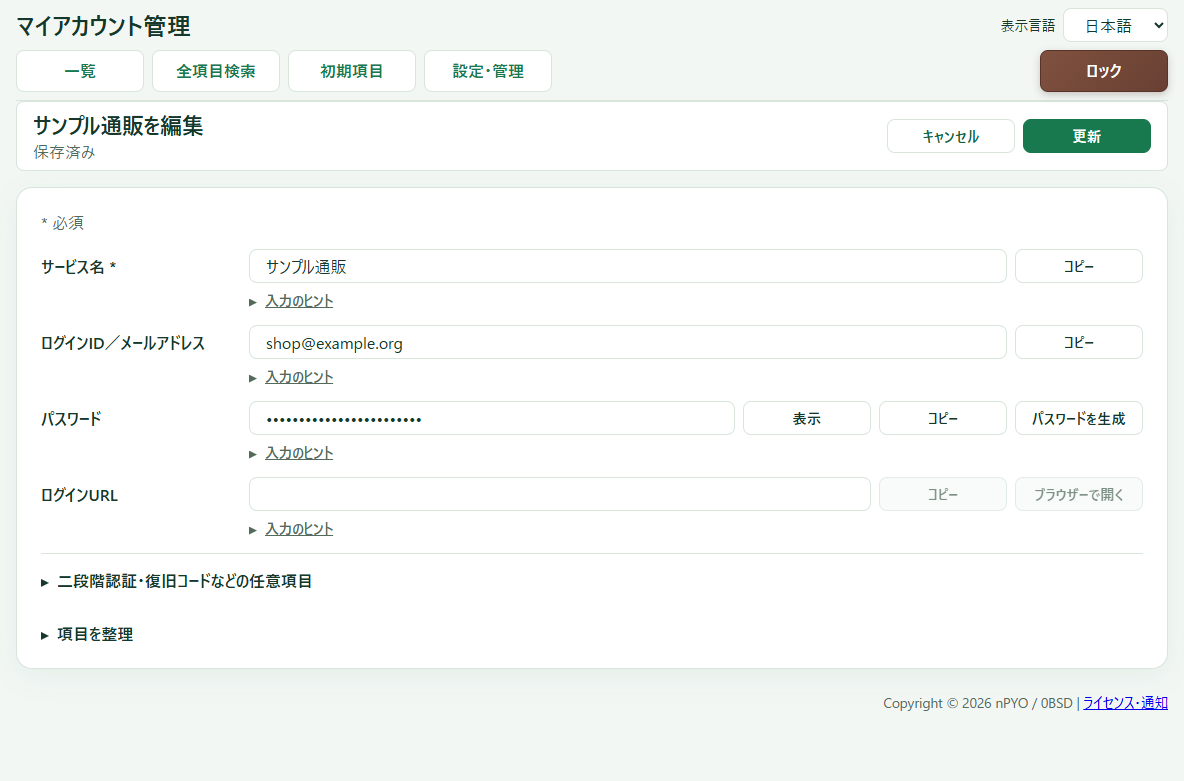 マイアカウント管理
表示言語 日本語
一覧 全項目検索 初期項目 設定・管理 ロック
サンプル通販を編集
保存済み
キャンセル 更新
* 必須
サービス名 * サンプル通販 コピー
▶ 入力のヒント
ログインID／メールアドレス shop@example.org コピー
▶ 入力のヒント
パスワード •••••••••••••••••••••••• 表示 コピー パスワードを生成
▶ 入力のヒント
ログインURL コピー ブラウザーで開く
▶ 入力のヒント
▶ 二段階認証・復旧コードなどの任意項目
▶ 項目を整理
Copyright © 2026 nPYO / 0BSD | ライセンス・通知